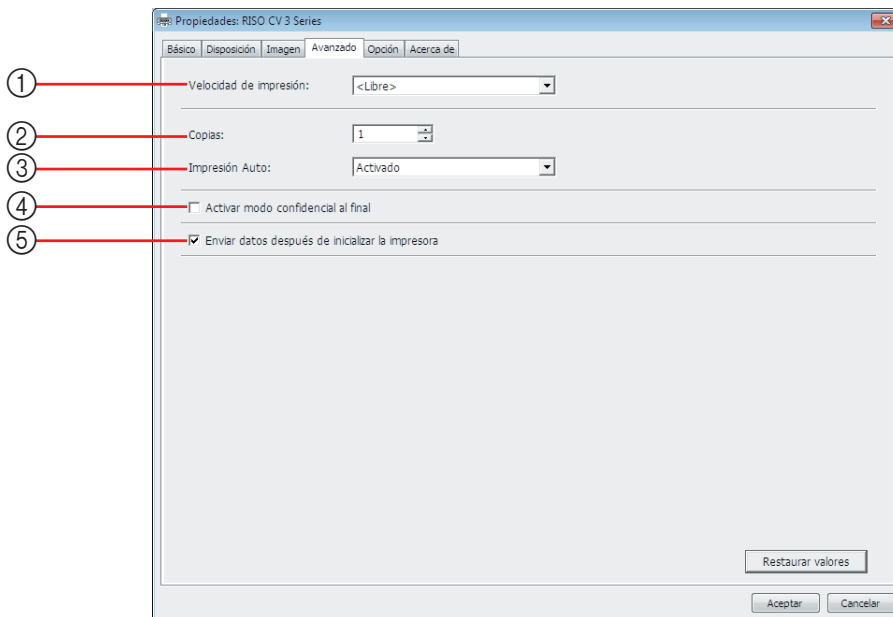 Propiedades: RISO CV 3 Series
Básico Disposición Imagen Avanzado Opción Acerca de
① Velocidad de impresión: <Libre>
② Copias: 1
③ Impresión Auto: Activado
④ Activar modo confidencial al final
⑤ Enviar datos después de inicializar la impresora
Restaurar valores
Aceptar Cancelar